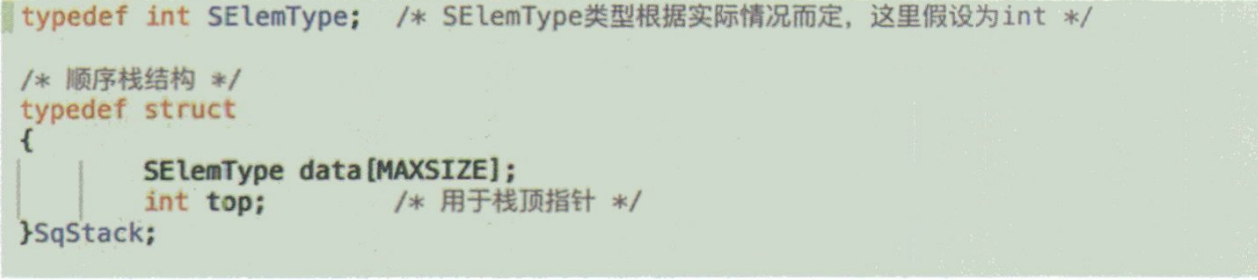 typedef int SElemType;  /* SElemType类型根据实际情况而定，这里假设为int */
/* 顺序栈结构 */
typedef struct
{
        SElemType data[MAXSIZE];
        int top;        /* 用于栈顶指针 */
}SqStack;